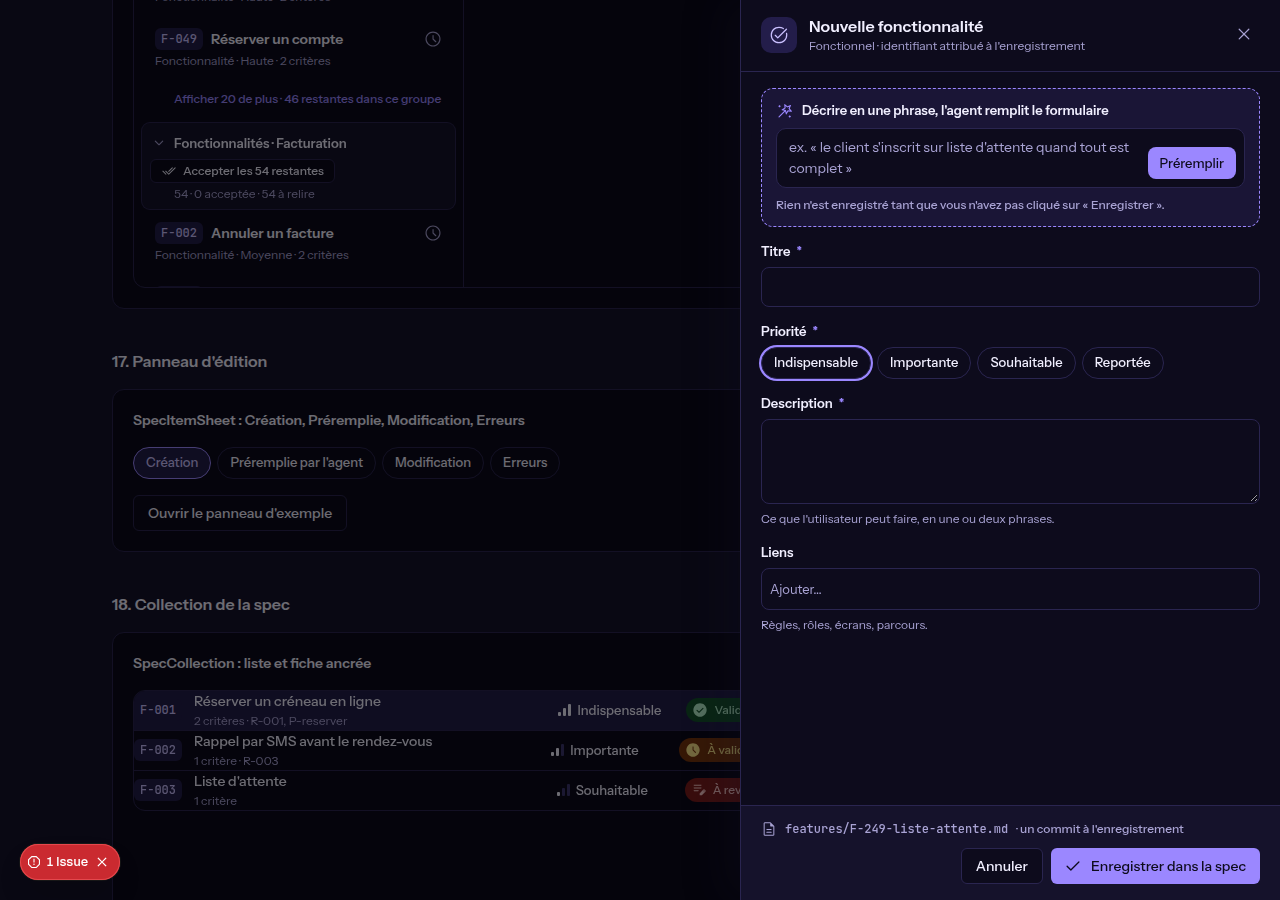 F-049 Réserver un compte
Fonctionnalité · Haute · 2 critères
Afficher 20 de plus · 46 restantes dans ce groupe
Fonctionnalités · Facturation
Accepter les 54 restantes
54 · 0 acceptée · 54 à relire
F-002 Annuler un facture
Fonctionnalité · Moyenne · 2 critères
17. Panneau d'édition
SpecItemSheet : Création, Préremplie, Modification, Erreurs
Création Préremplie par l'agent Modification Erreurs
Ouvrir le panneau d'exemple
18. Collection de la spec
SpecCollection : liste et fiche ancrée
F-001 Réserver un créneau en ligne
2 critères · R-001, P-reserver
Indispensable
F-002 Rappel par SMS avant le rendez-vous
1 critère · R-003
Importante
F-003 Liste d'attente
1 critère
Souhaitable
1 Issue
Nouvelle fonctionnalité
Fonctionnel · identifiant attribué à l'enregistrement
Décrire en une phrase, l'agent remplit le formulaire
ex. « le client s'inscrit sur liste d'attente quand tout est
complet »
Préremplir
Rien n'est enregistré tant que vous n'avez pas cliqué sur « Enregistrer ».
Titre *
Priorité *
Indispensable Importante Souhaitable Reportée
Description *
Ce que l'utilisateur peut faire, en une ou deux phrases.
Liens
Ajouter...
Règles, rôles, écrans, parcours.
features/F-249-liste-attente.md · un commit à l'enregistrement
Annuler Enregistrer dans la spec